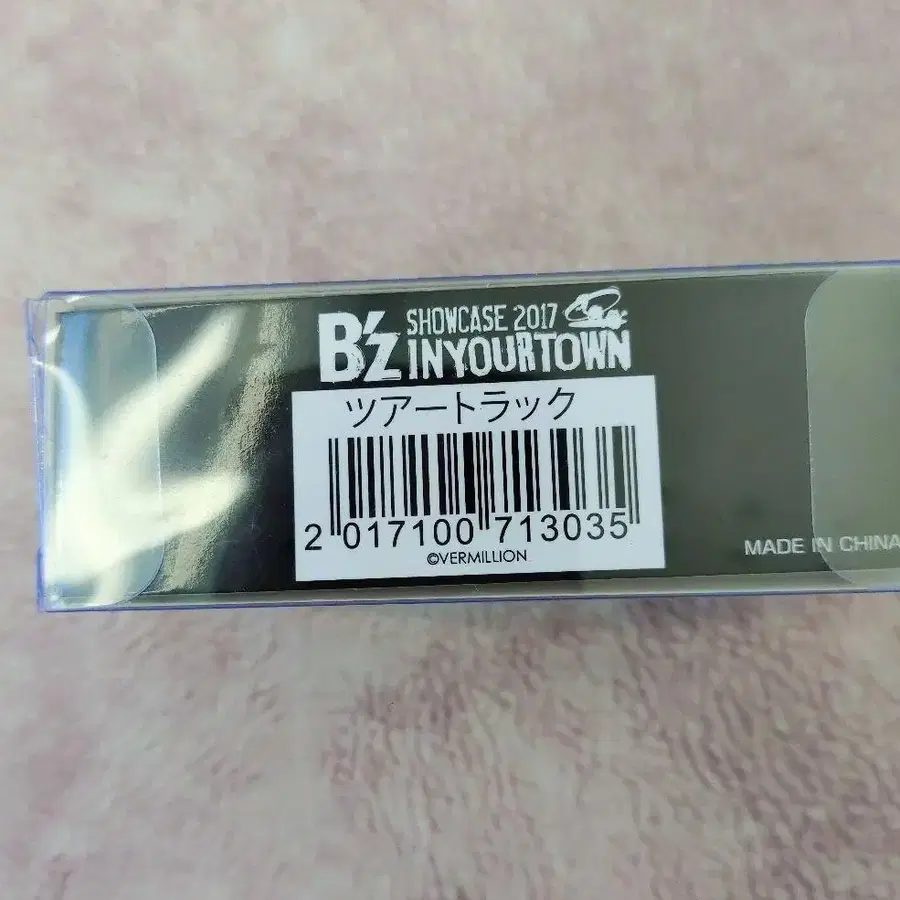 B'z SHOWCASE 2017
INYOURTOWN
ツアートラック
2 017100 713035
©VERMILLION
MADE IN CHINA